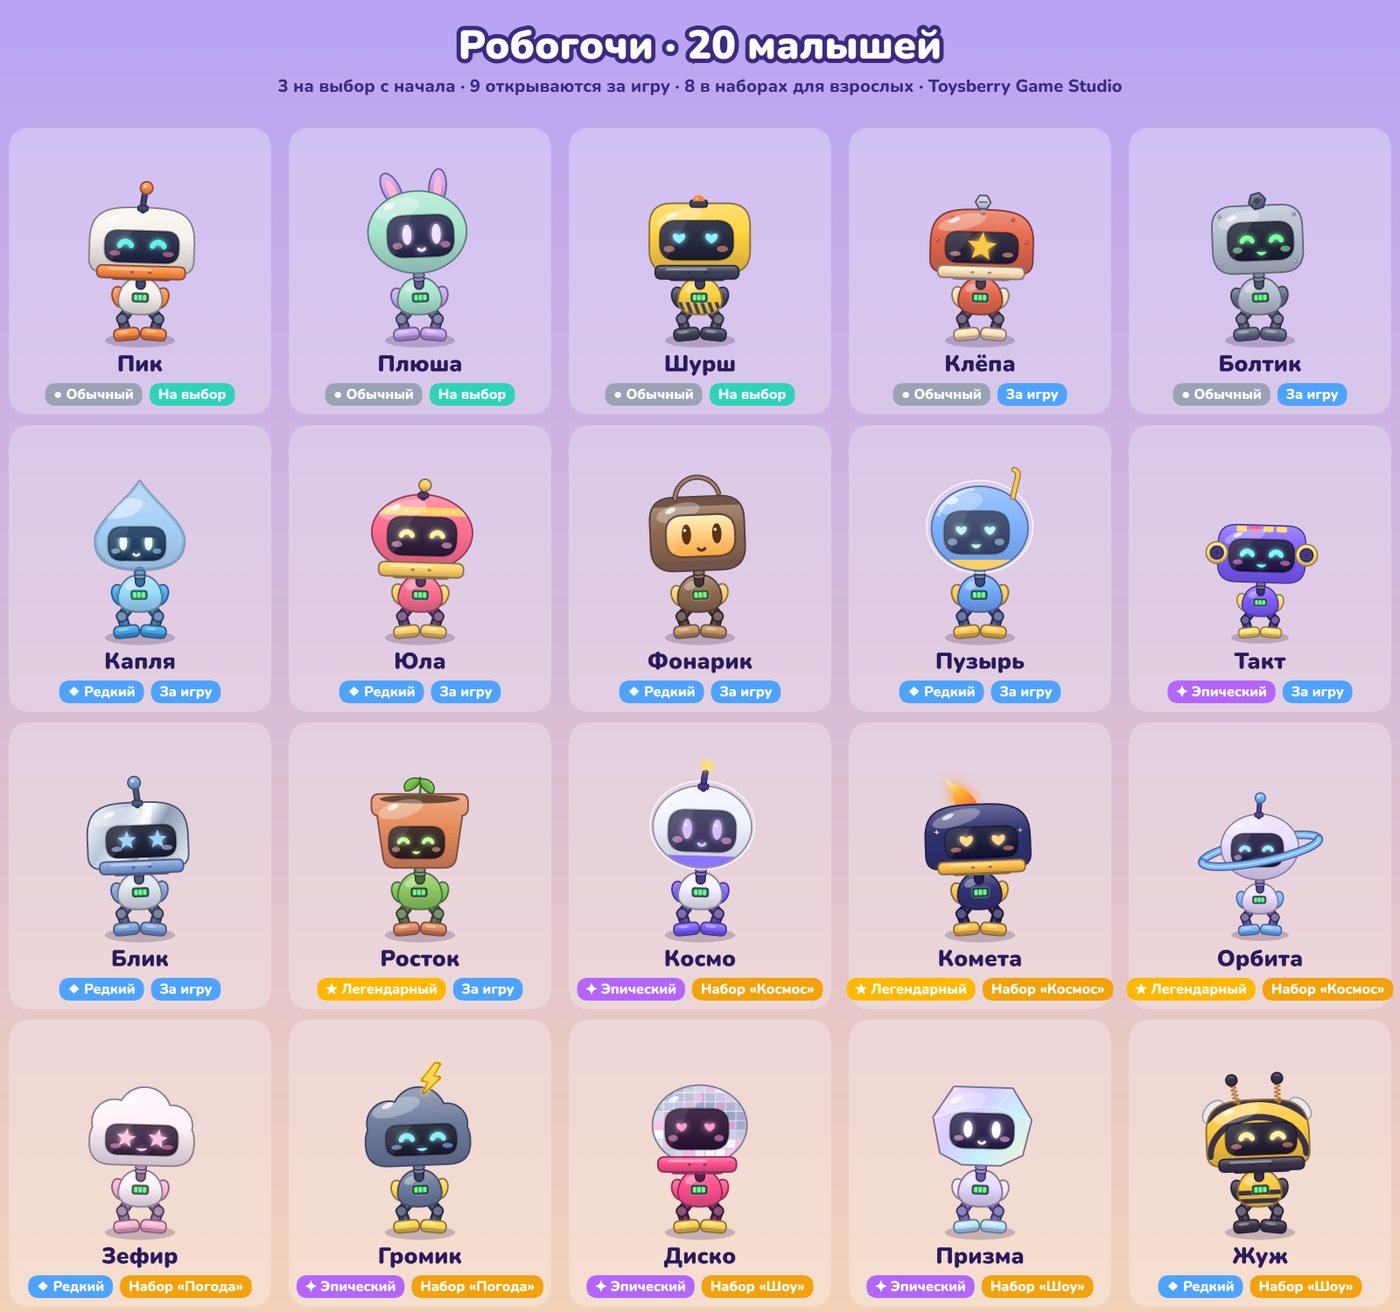 Робогочи · 20 малышей
3 на выбор с начала · 9 открываются за игру · 8 в наборах для взрослых · Toysberry Game Studio
Пик
Обычный На выбор
Плюша
Обычный На выбор
Шурш
Обычный На выбор
Клёпа
Обычный За игру
Болтик
Обычный За игру
Капля
Редкий За игру
Юла
Редкий За игру
Фонарик
Редкий За игру
Пузырь
Редкий За игру
Такт
Эпический За игру
Блик
Редкий За игру
Росток
Легендарный За игру
Космо
Эпический Набор «Космос»
Комета
Легендарный Набор «Космос»
Орбита
Легендарный Набор «Космос»
Зефир
Редкий Набор «Погода»
Громик
Эпический Набор «Погода»
Диско
Эпический Набор «Шоу»
Призма
Эпический Набор «Шоу»
Жуж
Редкий Набор «Шоу»